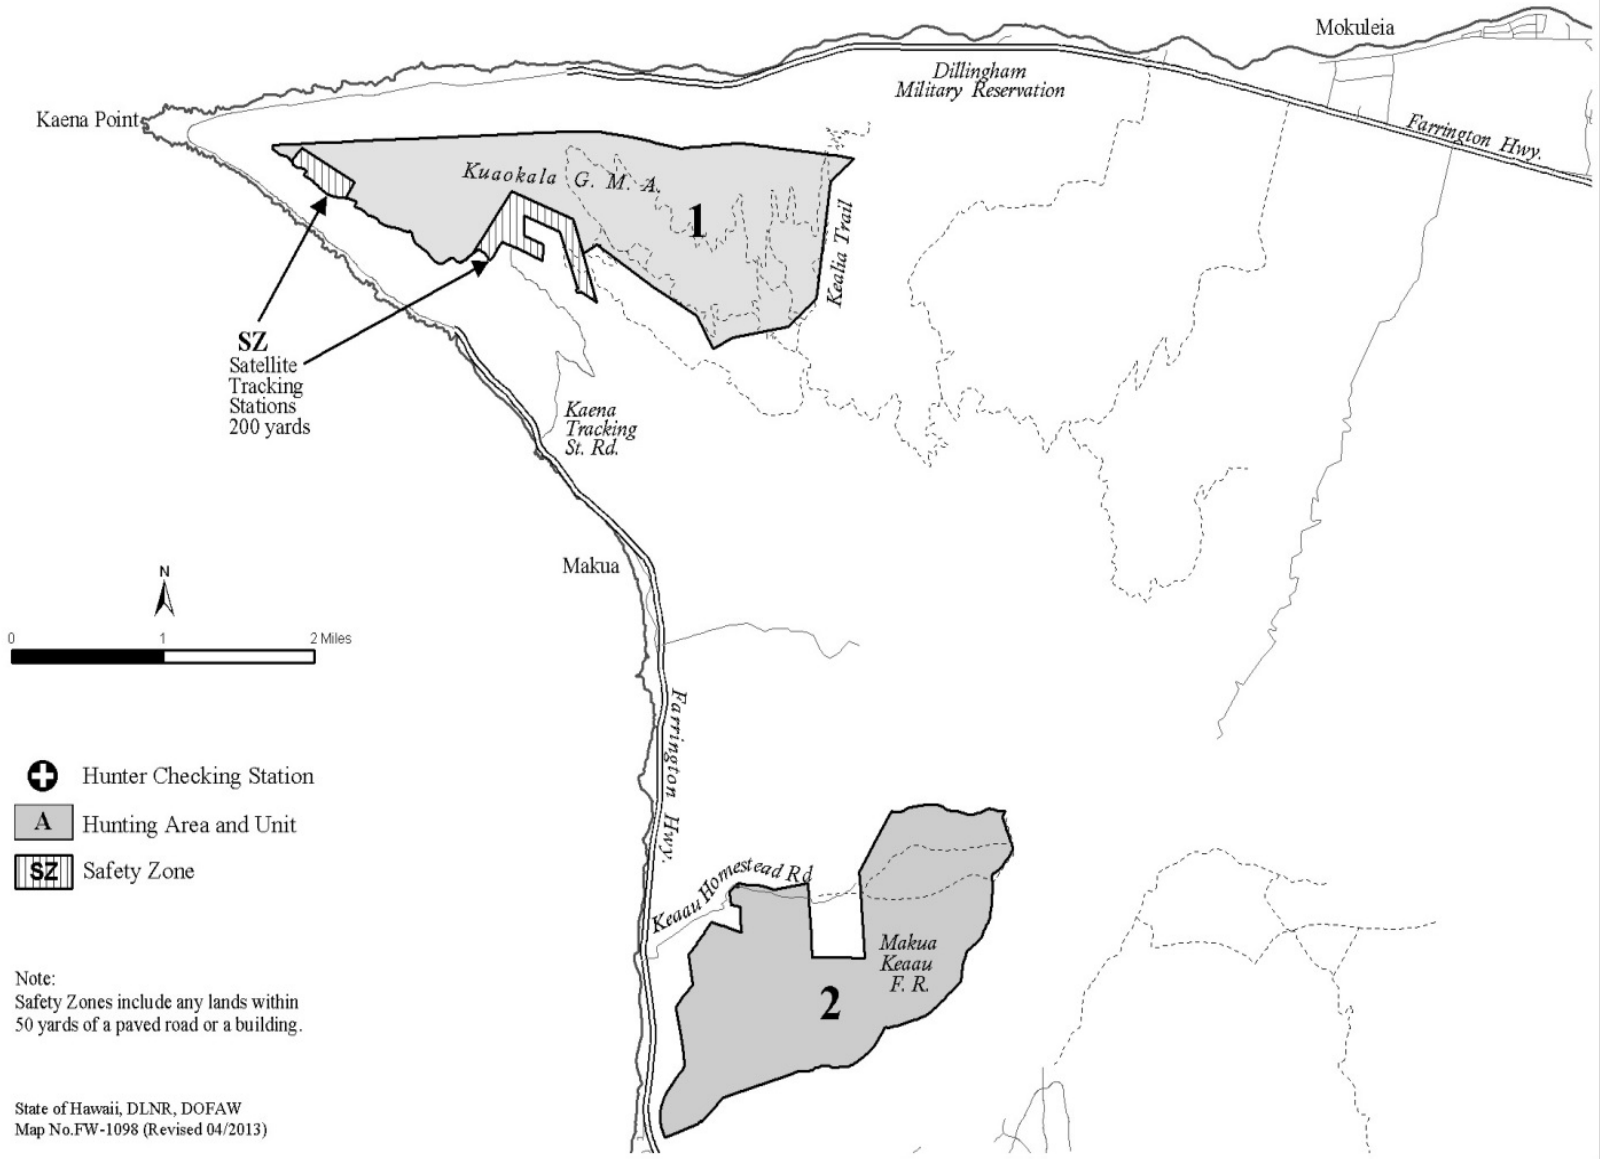 Mokuleia
Dillingham
Military Reservation
Kaena Point
Farrington Hwy.
Kuaokala G. M. A.
1
Kealia Trail
SZ
Satellite
Tracking
Stations
200 yards
Kaena
Tracking
St. Rd.
Makua
N
0 1 2 Miles
Farrington Hwy.
Hunter Checking Station
A Hunting Area and Unit
SZ Safety Zone
Keaau Homestead Rd
Makua
Keaau
F. R.
2
Note:
Safety Zones include any lands within
50 yards of a paved road or a building.
State of Hawaii, DLNR, DOFAW
Map No.FW-1098 (Revised 04/2013)